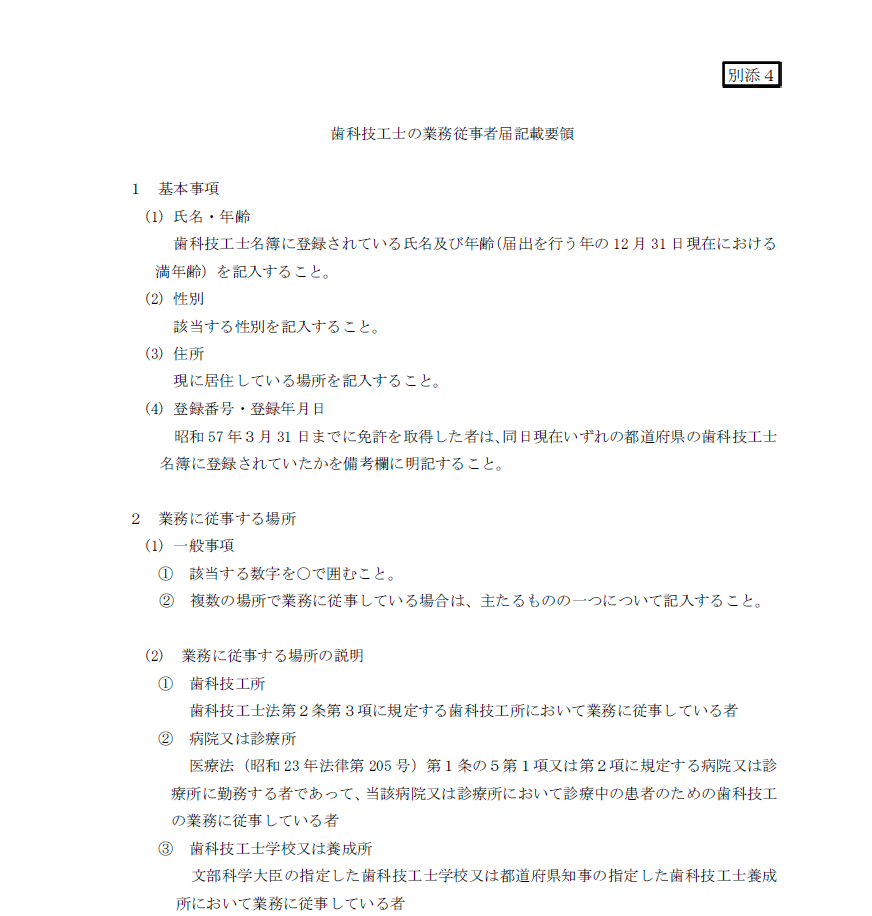 別添４
歯科技工士の業務従事者届記載要領
１　基本事項
(1) 氏名・年齢
歯科技工士名簿に登録されている氏名及び年齢(届出を行う年の 12 月 31 日現在における
満年齢）を記入すること。
(2) 性別
該当する性別を記入すること。
(3) 住所
現に居住している場所を記入すること。
(4) 登録番号・登録年月日
昭和 57 年３月 31 日までに免許を取得した者は、同日現在いずれの都道府県の歯科技工士
名簿に登録されていたかを備考欄に明記すること。
２　業務に従事する場所
(1) 一般事項
①　該当する数字を○で囲むこと。
②　複数の場所で業務に従事している場合は、主たるものの一つについて記入すること。
(2)　業務に従事する場所の説明
①　歯科技工所
歯科技工士法第２条第３項に規定する歯科技工所において業務に従事している者
②　病院又は診療所
医療法（昭和 23 年法律第 205 号）第１条の５第１項又は第２項に規定する病院又は診
療所に勤務する者であって、当該病院又は診療所において診療中の患者のための歯科技工
の業務に従事している者
③　歯科技工士学校又は養成所
文部科学大臣の指定した歯科技工士学校又は都道府県知事の指定した歯科技工士養成
所において業務に従事している者